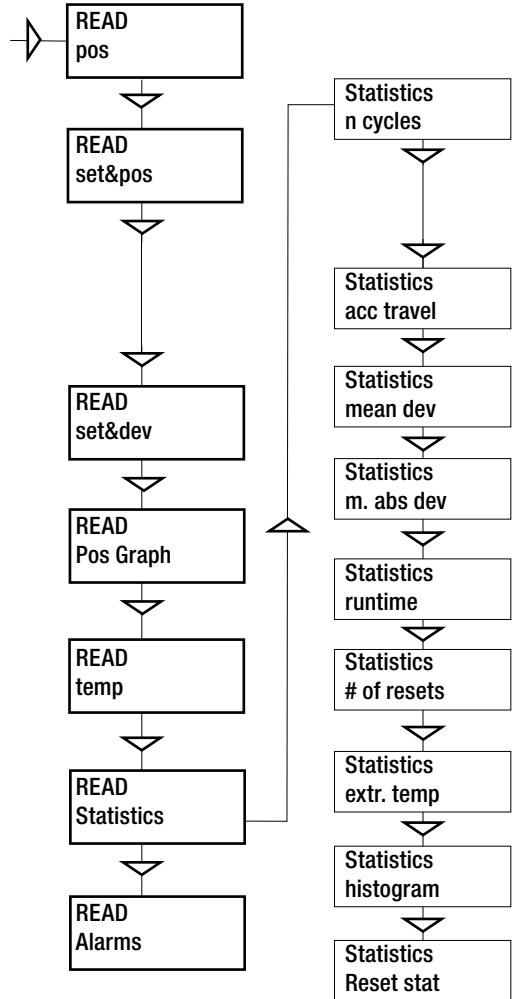 READ
pos
READ
set&pos
READ
set&dev
READ
Pos Graph
READ
temp
READ
Statistics
READ
Alarms
Statistics
n cycles
Statistics
acc travel
Statistics
mean dev
Statistics
m. abs dev
Statistics
runtime
Statistics
# of resets
Statistics
extr. temp
Statistics
histogram
Statistics
Reset stat